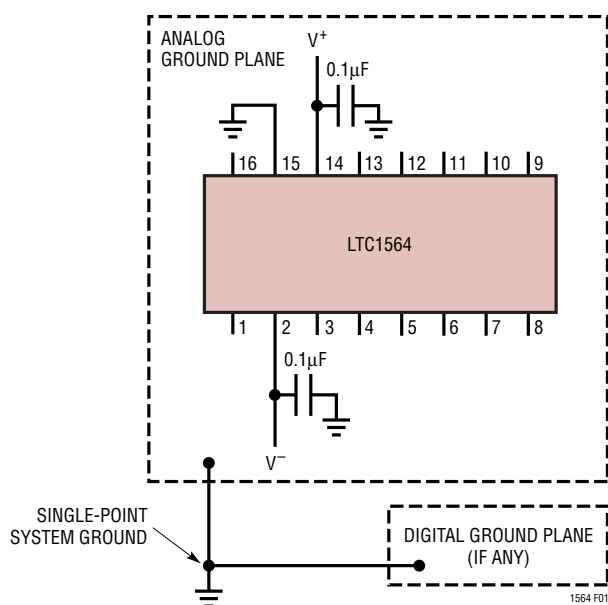 ANALOG
GROUND PLANE
V+
0.1µF
16 15 14 13 12 11 10 9
LTC1564
1 2 3 4 5 6 7 8
0.1µF
V−
SINGLE-POINT
SYSTEM GROUND
DIGITAL GROUND PLANE
(IF ANY)
1564 F01